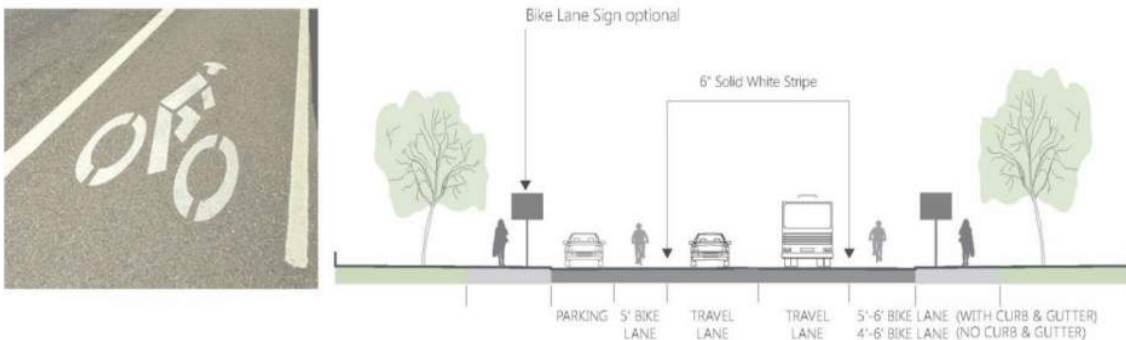 Bike Lane Sign optional
6" Solid White Stripe
PARKING
5' BIKE
LANE
TRAVEL
LANE
TRAVEL
LANE
5'-6' BIKE LANE (WITH CURB & GUTTER)
4'-6' BIKE LANE (NO CURB & GUTTER)